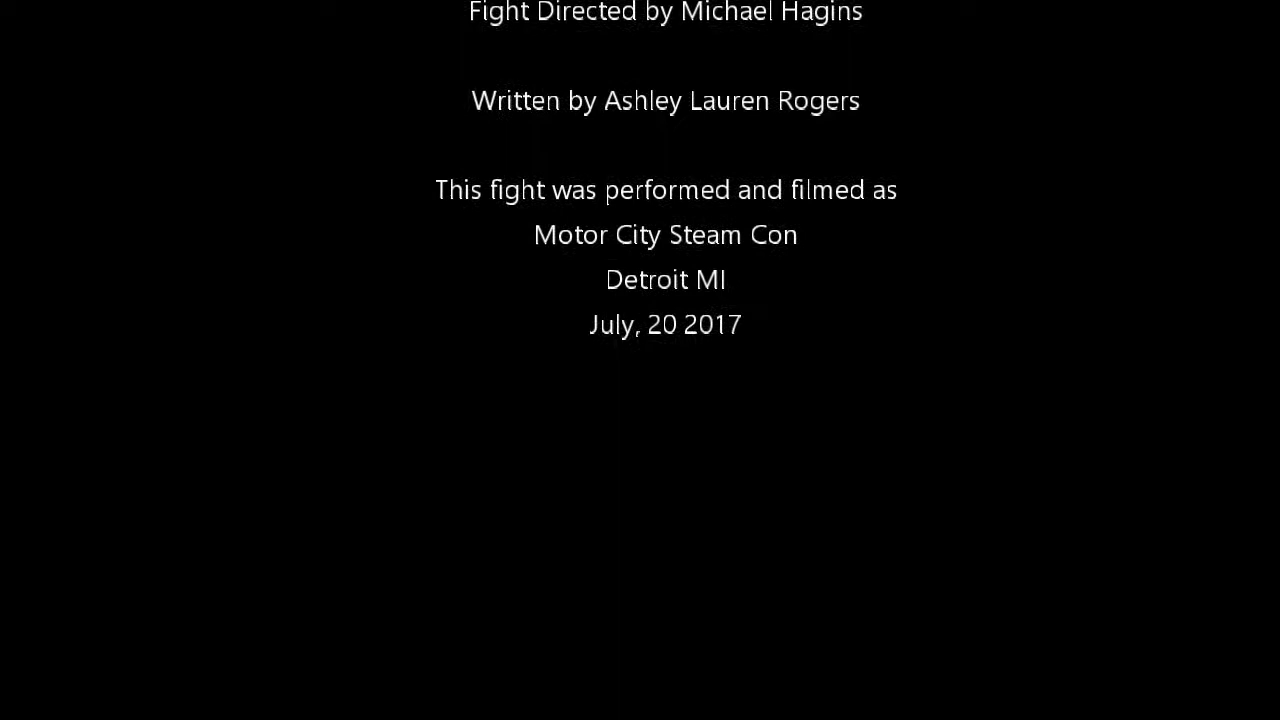 Fight Directed by Michael Hagins
Written by Ashley Lauren Rogers
This fight was performed and filmed as
Motor City Steam Con
Detroit MI
July, 20 2017